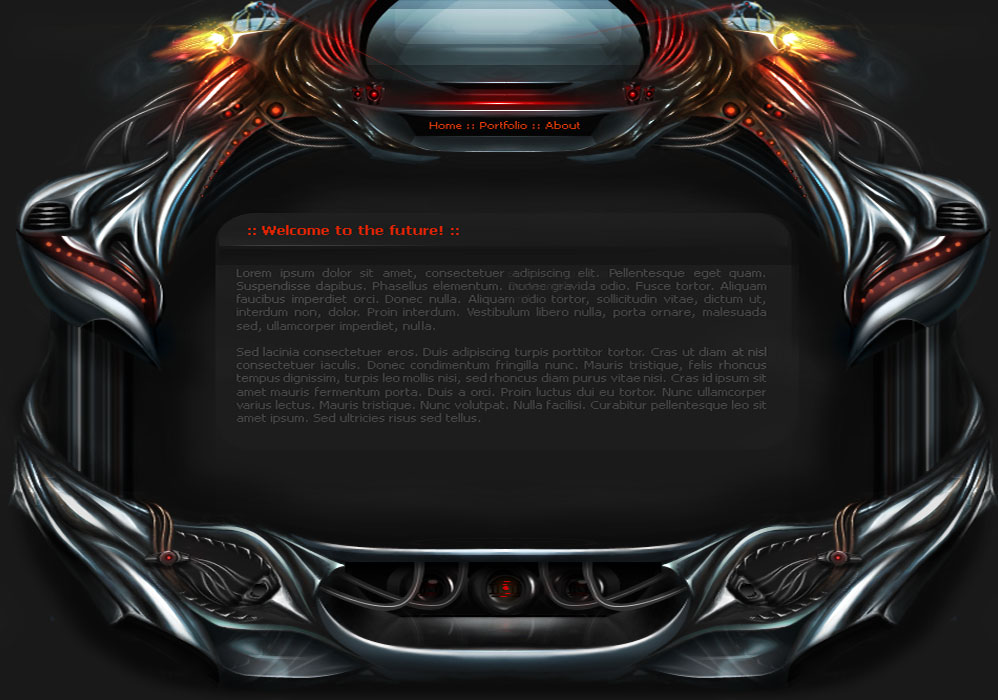 Home :: Portfolio :: About
:: Welcome to the future! ::
Lorem ipsum dolor sit amet, consectetuer adipiscing elit. Pellentesque eget quam.
Suspendisse dapibus. Phasellus elementum. gravida odio. Fusce tortor. Aliquam
faucibus imperdiet orci. Donec nulla. Aliquam odio tortor, sollicitudin vitae, dictum ut,
interdum non, dolor. Proin interdum. Vestibulum libero nulla, porta ornare, malesuada
sed, ullamcorper imperdiet, nulla.
Sed lacinia consectetuer eros. Duis adipiscing turpis porttitor tortor. Cras ut diam at nisl
consectetuer iaculis. Donec condimentum fringilla nunc. Mauris tristique, felis rhoncus
tempus dignissim, turpis leo mollis nisi, sed rhoncus diam purus vitae nisi. Cras id ipsum sit
amet mauris fermentum porta. Duis a orci. Proin luctus dui eu tortor. Nunc ullamcorper
varius lectus. Mauris tristique. Nunc volutpat. Nulla facilisi. Curabitur pellentesque leo sit
amet ipsum. Sed ultricies risus sed tellus.